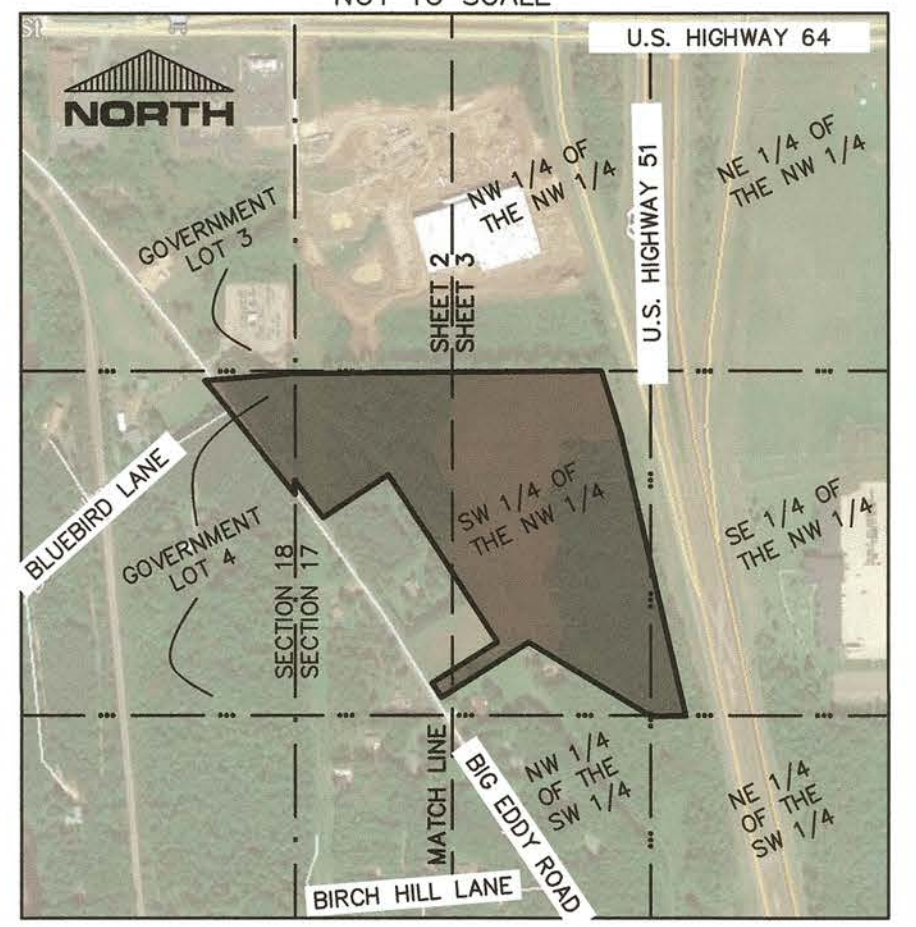 NOT TO SCALE
St
U.S. HIGHWAY 64
NORTH
U.S. HIGHWAY 51
NW 1/4 OF
THE NW 1/4
NE 1/4 OF
THE NW 1/4
GOVERNMENT
LOT 3
SHEET 2
SHEET 3
BLUEBIRD LANE
GOVERNMENT
LOT 4
SW 1/4 OF
THE NW 1/4
SE 1/4 OF
THE NW 1/4
SECTION 18
SECTION 17
MATCH LINE
BIG EDDY ROAD
NW 1/4
OF THE
SW 1/4
NE 1/4
OF THE
SW 1/4
BIRCH HILL LANE